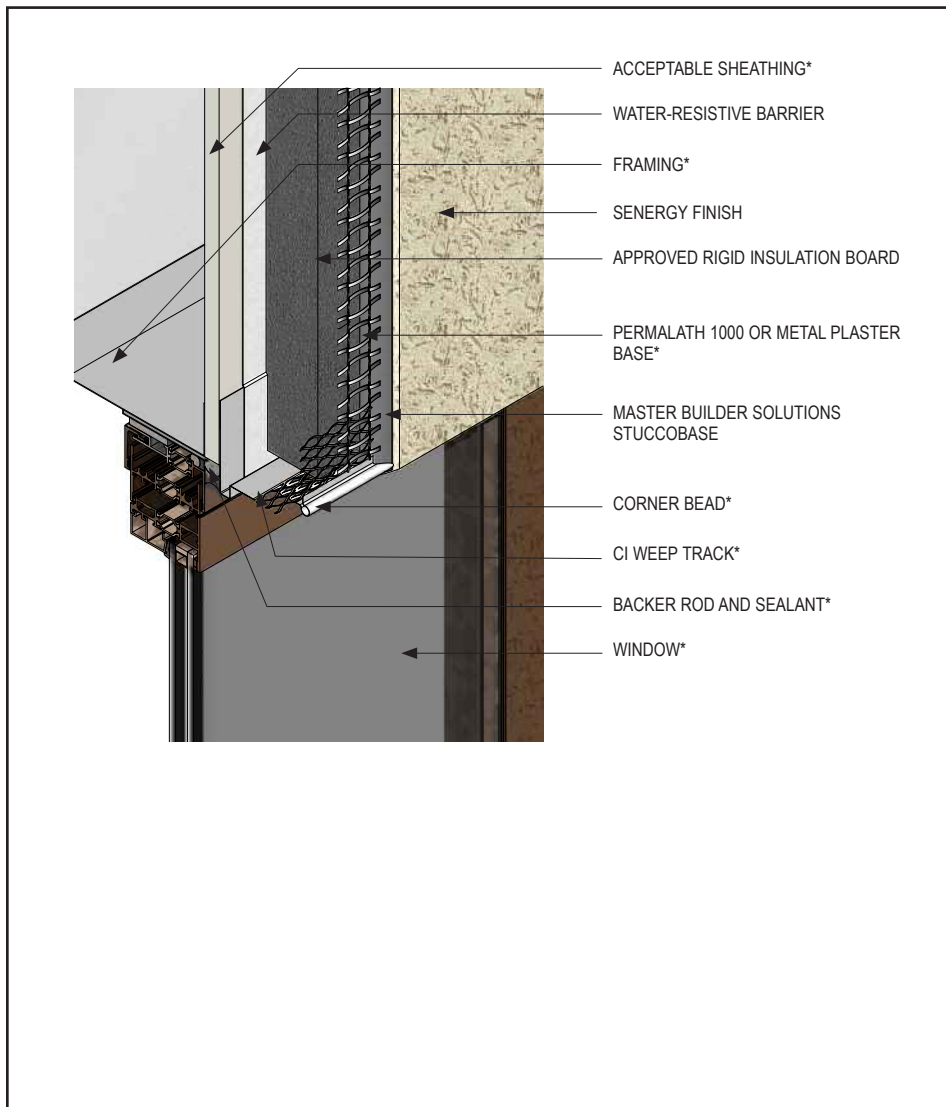 ACCEPTABLE SHEATHING*
WATER-RESISTIVE BARRIER
FRAMING*
SENERGY FINISH
APPROVED RIGID INSULATION BOARD
PERMALATH 1000 OR METAL PLASTER
BASE*
MASTER BUILDER SOLUTIONS
STUCCOBASE
CORNER BEAD*
CI WEEP TRACK*
BACKER ROD AND SEALANT*
WINDOW*